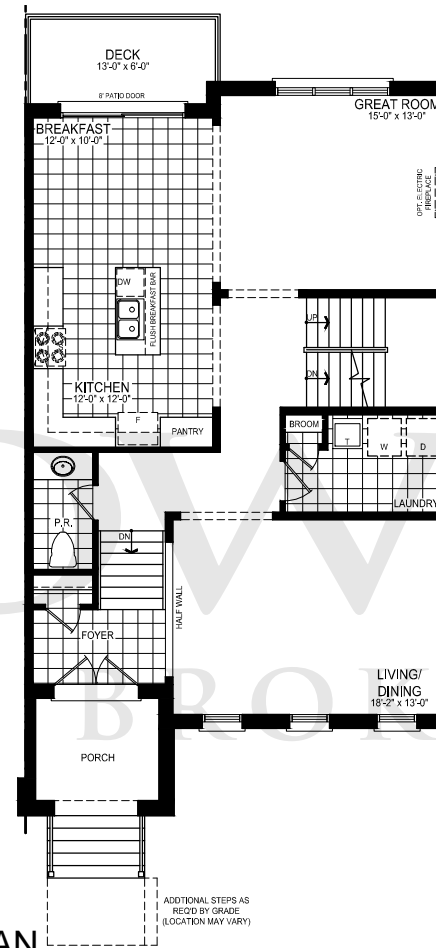 DECK
13'-0" x 6'-0"
8' PATIO DOOR
BREAKFAST
12'-0" x 10'-0"
GREAT ROOM
15'-0" x 13'-0"
OPT. ELECTRIC
FIREPLACE
DW
FLUSH BREAKFAST BAR
UP
DN
KITCHEN
12'-0" x 12'-0"
F
PANTRY
BROOM
T
W
D
LAUNDRY
P.R.
DN
HALF WALL
FOYER
LIVING/
DINING
18'-2" x 13'-0"
PORCH
ADDTIONAL STEPS AS
REQ'D BY GRADE
(LOCATION MAY VARY)
AN
OW
BROK